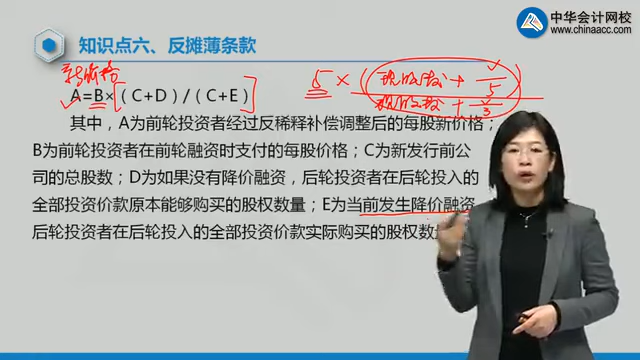 知识点六、反摊薄条款
中华会计网校
www.chinaacc.com
A=B×（C+D）/（C+E）
5 × (
5
3
其中，A为前轮投资者经过反稀释补偿调整后的每股新价格；
B为前轮投资者在前轮融资时支付的每股价格；C为新发行前公
司的总股数；D为如果没有降价融资，后轮投资者在后轮投入的
全部投资价款原本能够购买的股权数量；E为当前发生降价融资，
后轮投资者在后轮投入的全部投资价款实际购买的股权数